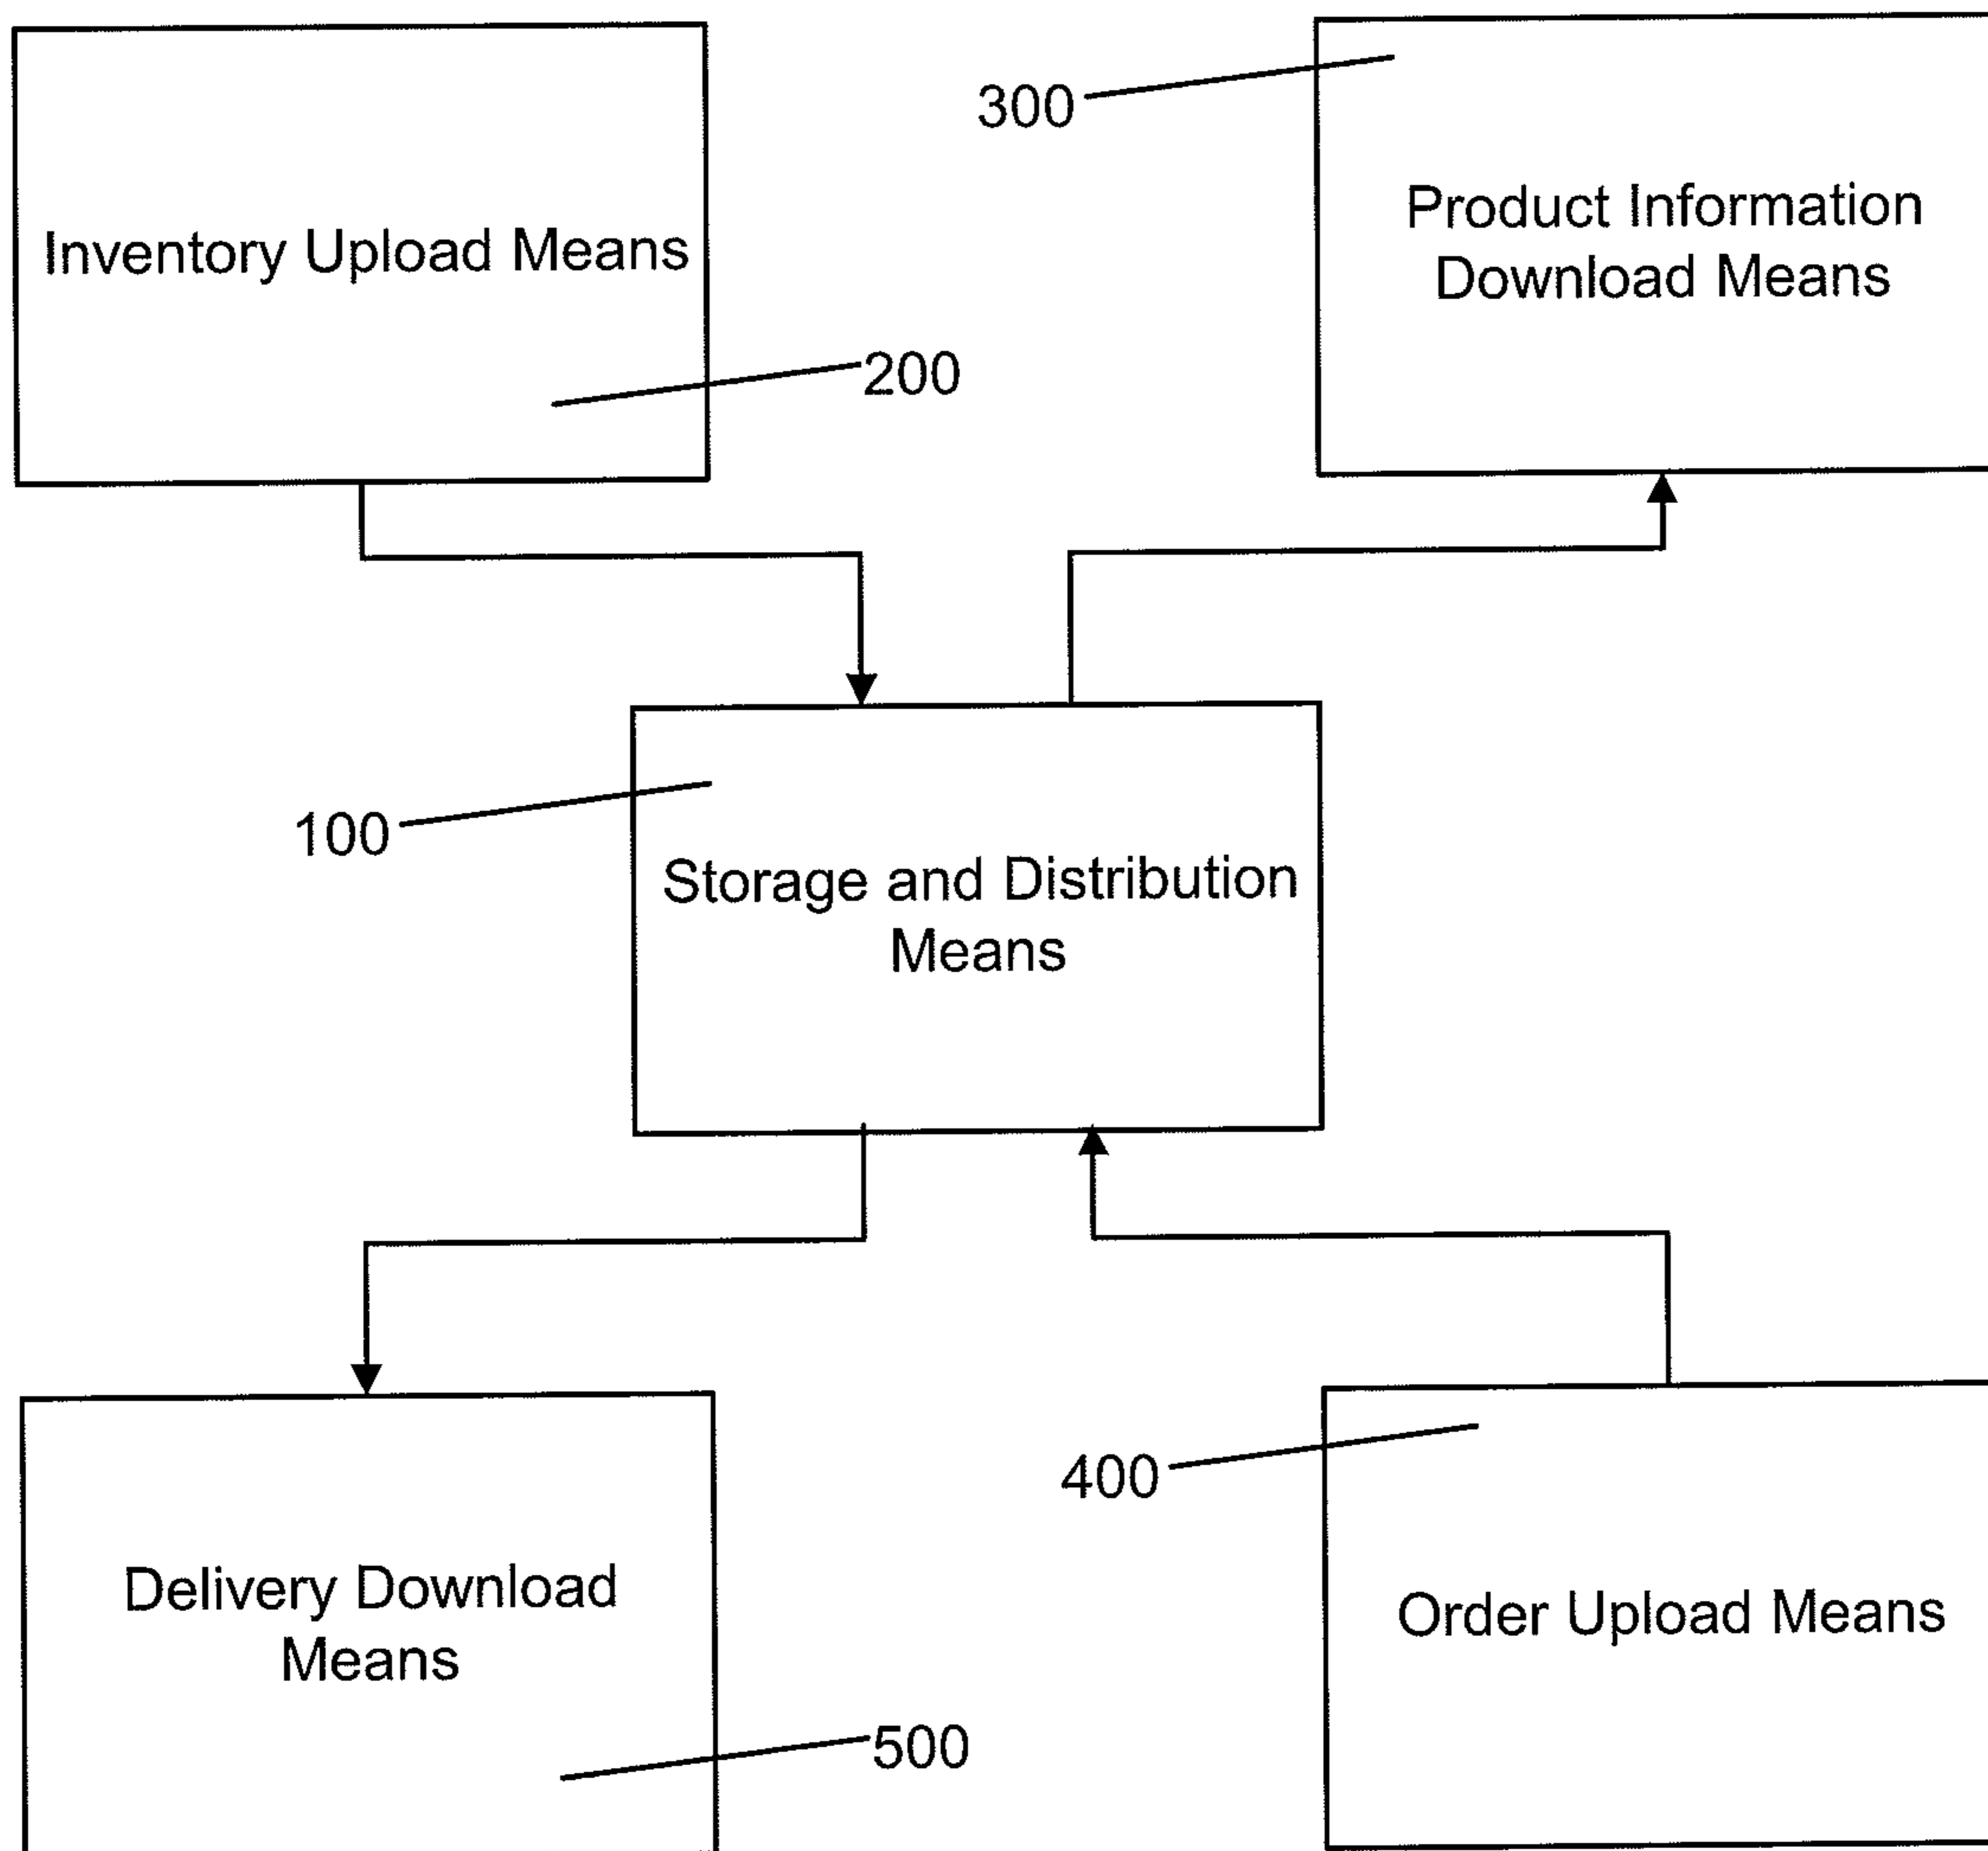 300
Product Information
Download Means
Inventory Upload Means
200
100
Storage and Distribution
Means
400
Delivery Download
Means
Order Upload Means
500